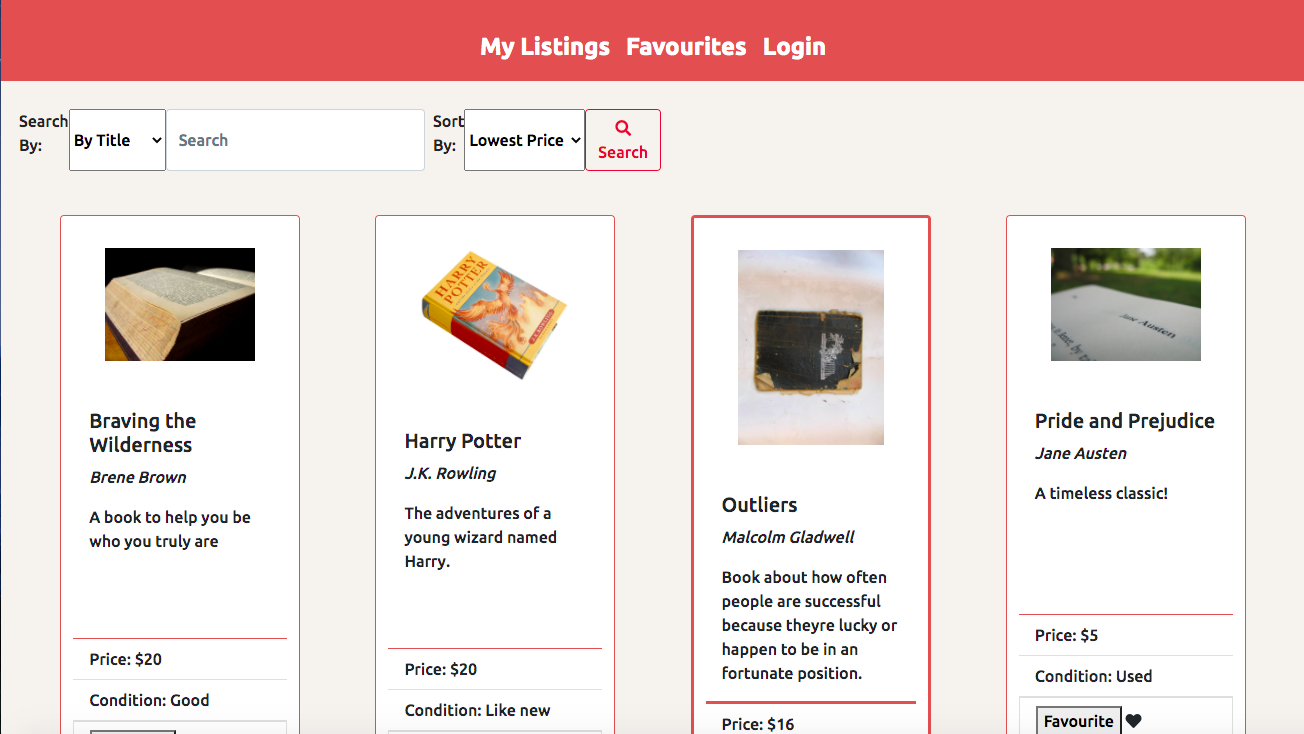 My Listings Favourites Login
Search
By:
By Title
Search
Sort
By:
Lowest Price
Search
Braving the
Wilderness
Brene Brown
A book to help you be
who you truly are
Price: $20
Condition: Good
HARRY
POTTER
J.K. ROWLING
Harry Potter
J.K. Rowling
The adventures of a
young wizard named
Harry.
Price: $20
Condition: Like new
Outliers
Malcolm Gladwell
Book about how often
people are successful
because theyre lucky or
happen to be in an
fortunate position.
Price: $16
Jane Austen
Pride and Prejudice
Jane Austen
A timeless classic!
Price: $5
Condition: Used
Favourite